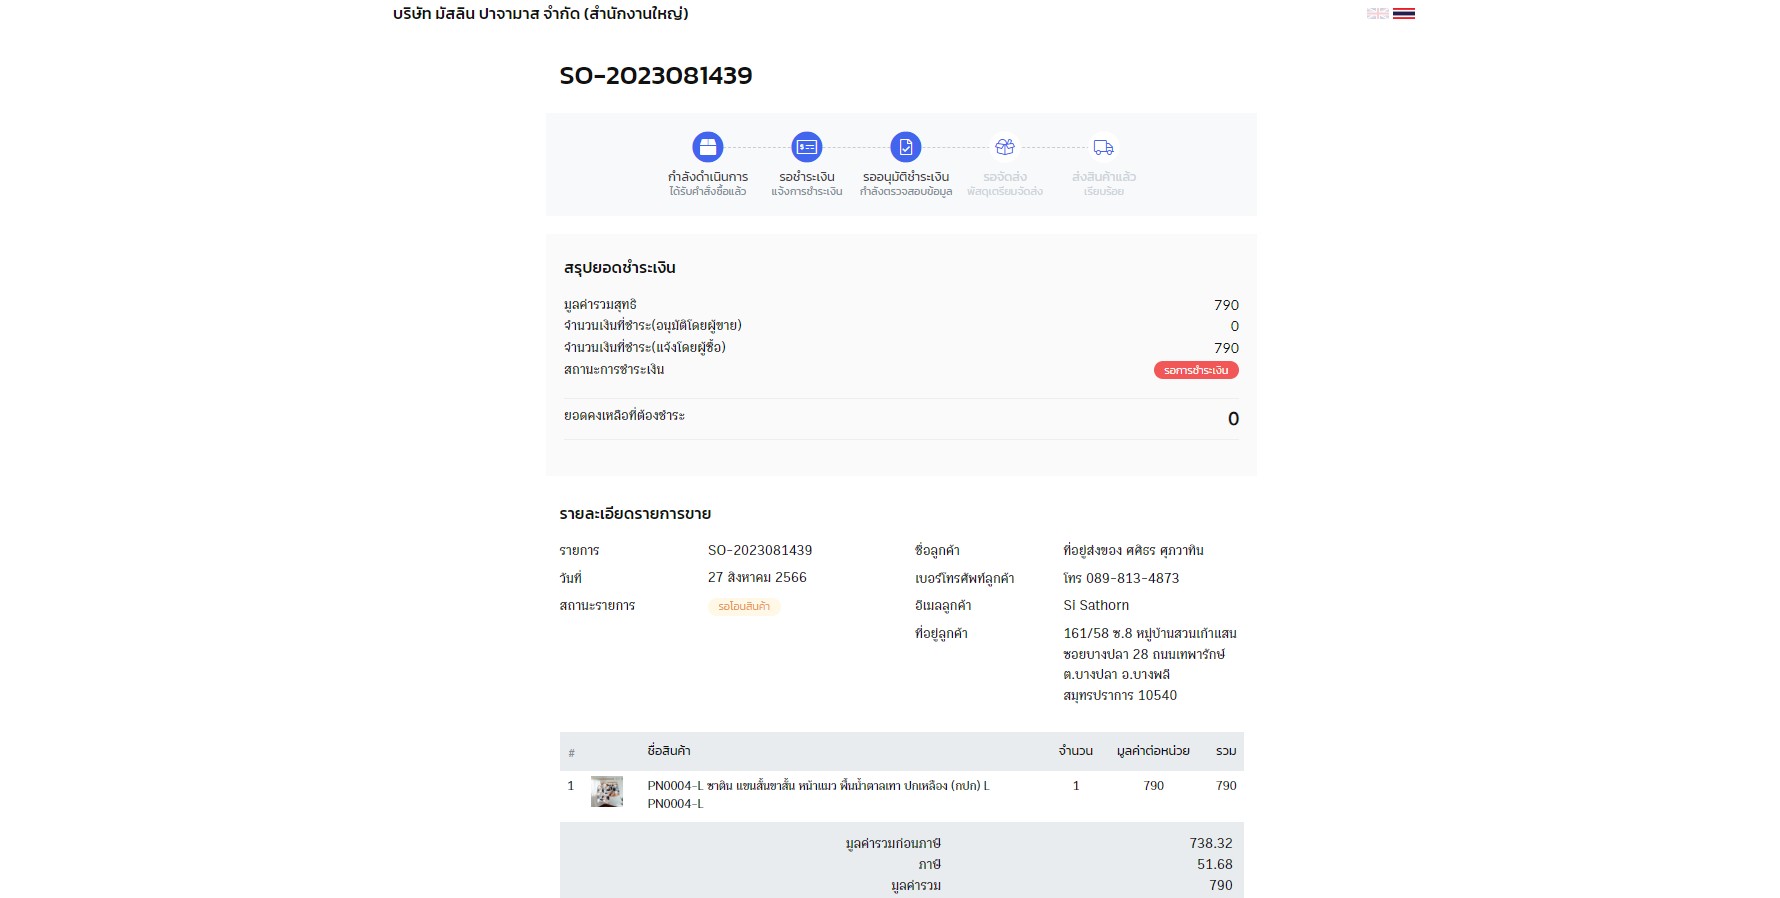 บริษัท มัสลิน ปาจามาส จำกัด (สำนักงานใหญ่)
SO-2023081439
กำลังดำเนินการ รอชำระเงิน รออนุมัติชำระเงิน รอจัดส่ง ส่งสินค้าแล้ว
ได้รับคำสั่งซื้อแล้ว แจ้งการชำระเงิน กำลังตรวจสอบข้อมูล พัสดุเตรียมจัดส่ง เรียบร้อย
สรุปยอดชำระเงิน
มูลค่ารวมสุทธิ 790
จำนวนเงินที่ชำระ(อนุมัติโดยผู้ขาย) 0
จำนวนเงินที่ชำระ(แจ้งโดยผู้ซื้อ) 790
สถานะการชำระเงิน รอการชำระเงิน
ยอดคงเหลือที่ต้องชำระ 0
รายละเอียดรายการขาย
รายการ SO-2023081439 ชื่อลูกค้า ที่อยู่ส่งของ ศศิธร ศุภวาทิน
วันที่ 27 สิงหาคม 2566 เบอร์โทรศัพท์ลูกค้า โทร 089-813-4873
สถานะรายการ รอโอนสินค้า อีเมลลูกค้า Si Sathorn
ที่อยู่ลูกค้า 161/58 ซ.8 หมู่บ้านสวนเก้าแสน
ซอยบางปลา 28 ถนนเทพารักษ์
ต.บางปลา อ.บางพลี
สมุทรปราการ 10540
# ชื่อสินค้า จำนวน มูลค่าต่อหน่วย รวม
1 PN0004-L ซาติน แขนสั้นขาสั้น หน้าแมว พื้นน้ำตาลเทา ปกเหลือง (กปก) L 1 790 790
PN0004-L
มูลค่ารวมก่อนภาษี 738.32
ภาษี 51.68
มูลค่ารวม 790